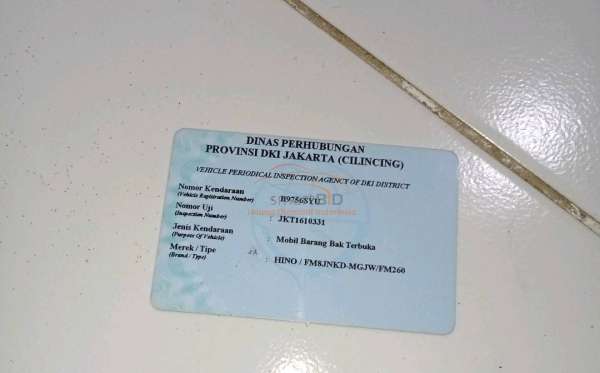 DINAS PERHUBUNGAN
PROVINSI DKI JAKARTA (CILINCING)
VEHICLE PERIODICAL INSPECTION AGENCY OF DKI DISTRICT
Nomor Kendaraan : B9756SYU
(Vehicle Registration Number)
Nomor Uji : JKT1610331
(Inspection Number)
Jenis Kendaraan : Mobil Barang Bak Terbuka
(Purpose Of Vehicle)
Merek / Tipe : HINO / FM8JNKD-MGJW/FM260
(Brand / Type)